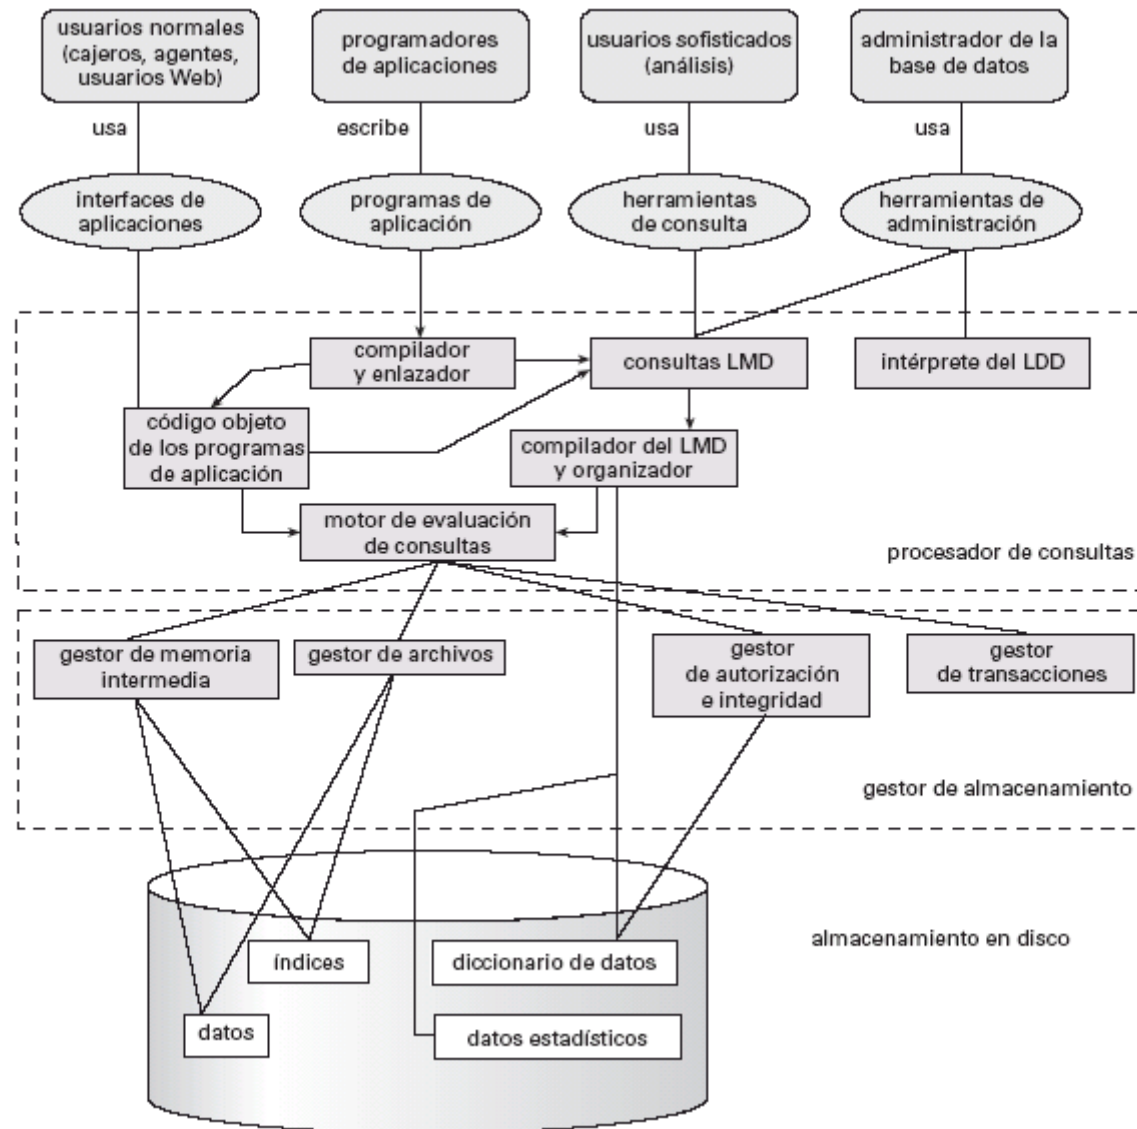 usuarios normales
(cajeros, agentes,
usuarios Web)
programadores
de aplicaciones
usuarios sofisticados
(análisis)
administrador de la
base de datos
usa
escribe
usa
usa
interfaces de
aplicaciones
programas de
aplicación
herramientas
de consulta
herramientas de
administración
compilador
y enlazador
consultas LMD
intérprete del LDD
código objeto
de los programas
de aplicación
compilador del LMD
y organizador
motor de evaluación
de consultas
procesador de consultas
gestor de memoria
intermedia
gestor de archivos
gestor
de autorización
e integridad
gestor
de transacciones
gestor de almacenamiento
almacenamiento en disco
índices
diccionario de datos
datos
datos estadísticos